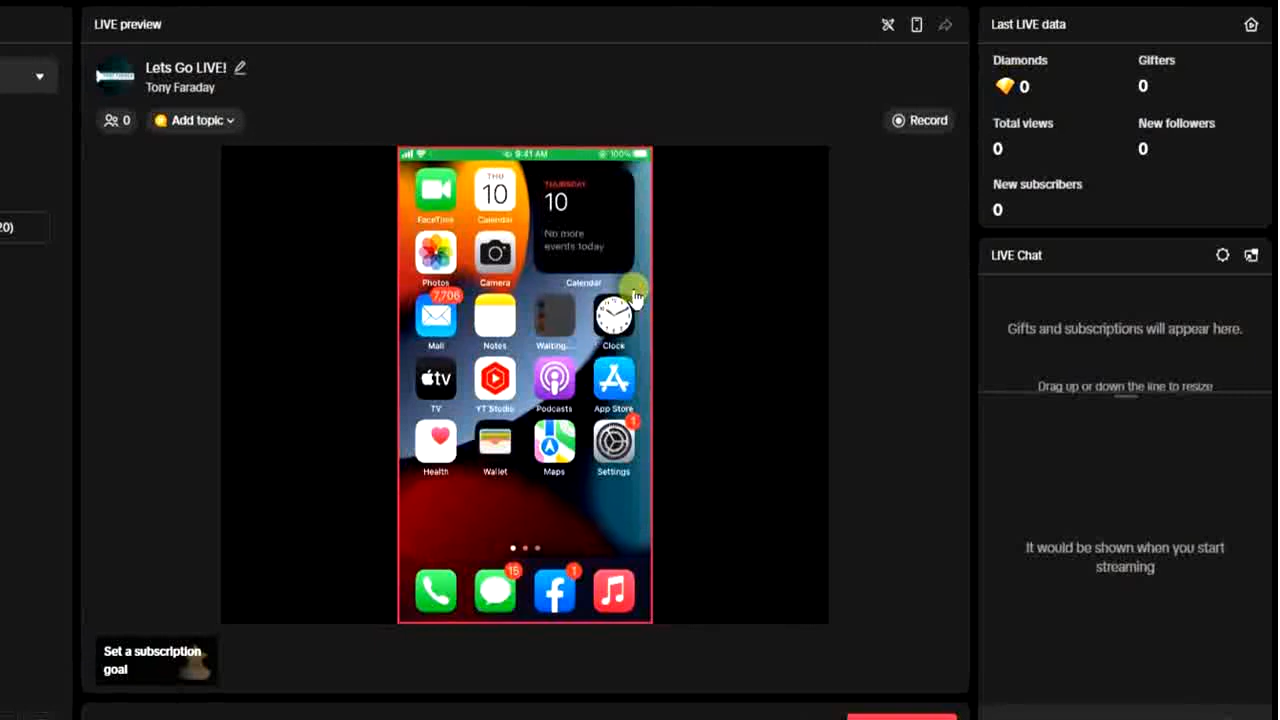 LIVE preview
Lets Go LIVE!
Tony Faraday
0
Add topic
Record
9:41 AM
100%
THU
10
THURSDAY
10
No more
events today
FaceTime
Calendar
Photos
Camera
Calendar
7,706
Mail
Notes
Waiting...
Clock
tv
TV
YT Studio
Podcasts
App Store
1
Health
Wallet
Maps
Settings
15
1
Set a subscription
goal
20)
Last LIVE data
Diamonds
Gifters
0
0
Total views
New followers
0
0
New subscribers
0
LIVE Chat
Gifts and subscriptions will appear here.
Drag up or down the line to resize
It would be shown when you start
streaming